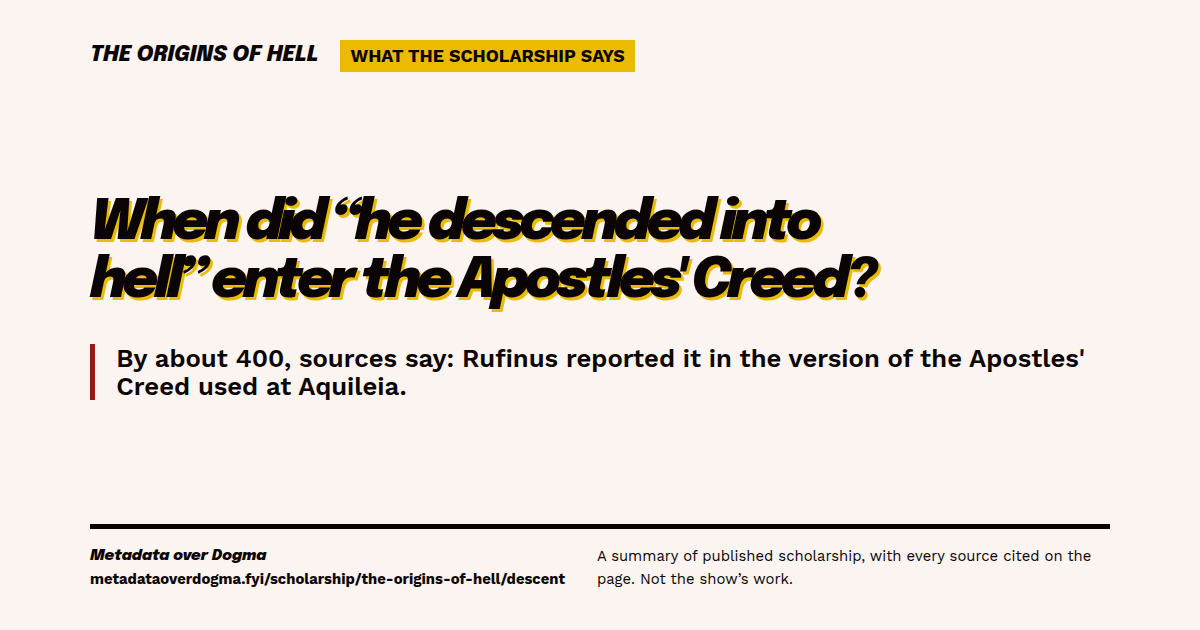 THE ORIGINS OF HELL
WHAT THE SCHOLARSHIP SAYS
When did “he descended into
hell” enter the Apostles' Creed?
By about 400, sources say: Rufinus reported it in the version of the Apostles'
Creed used at Aquileia.
Metadata over Dogma
metadataoverdogma.fyi/scholarship/the-origins-of-hell/descent
A summary of published scholarship, with every source cited on the
page. Not the show’s work.